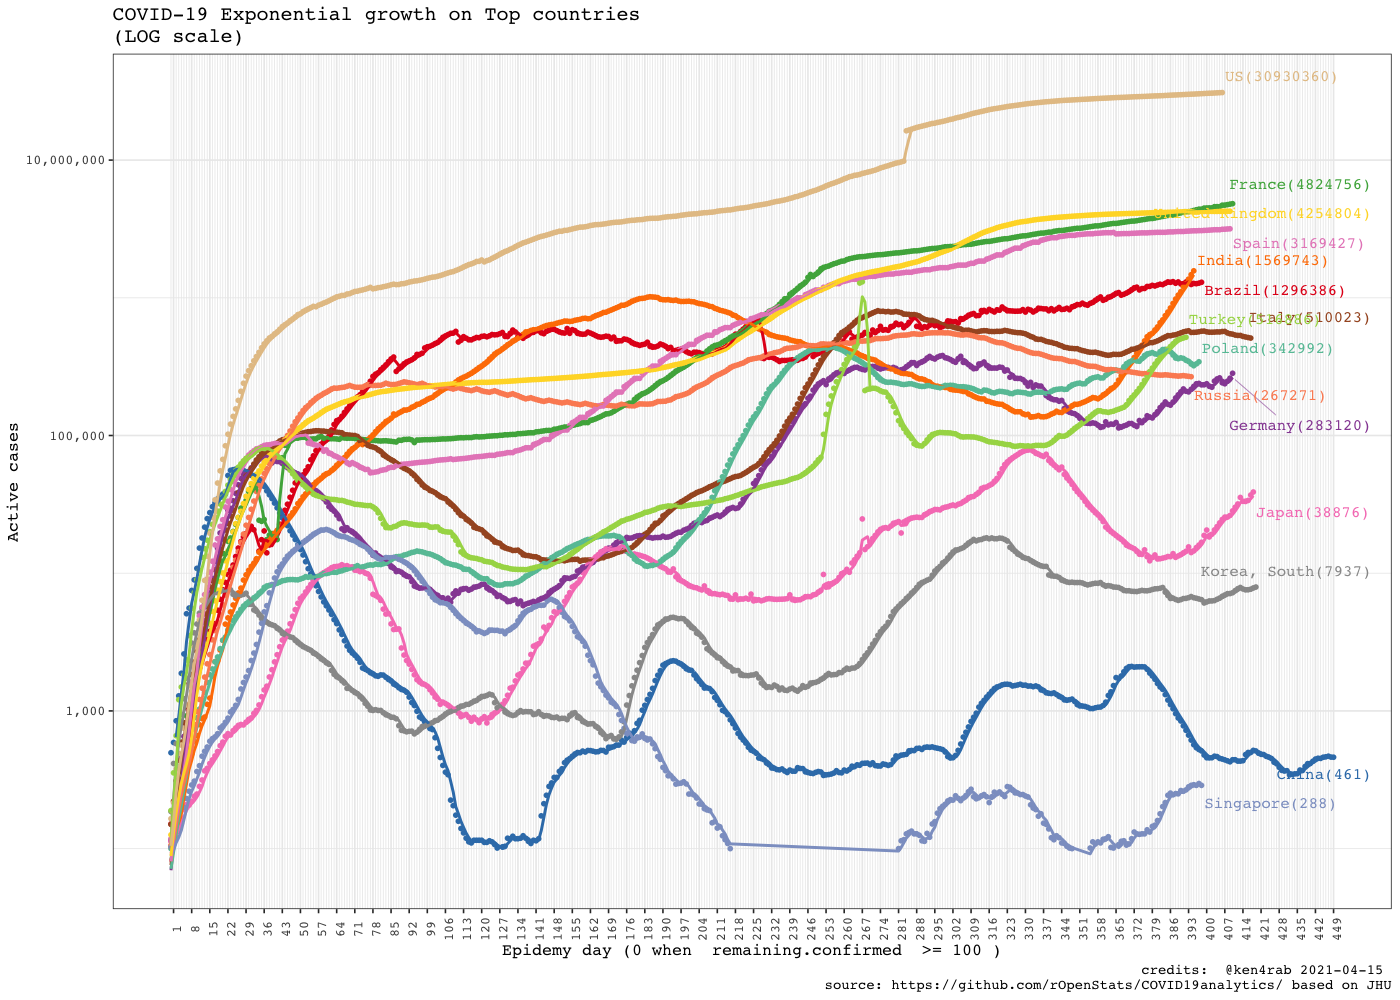 COVID-19 Exponential growth on Top countries
(LOG scale)
US(30930360)
10,000,000
France(4824756)
United Kingdom(4254804)
Spain(3169427)
India(1569743)
Brazil(1296386)
Italy(510023)
Poland(342992)
Russia(267271)
Germany(283120)
100,000
Japan(38876)
Korea, South(7937)
1,000
China(461)
Singapore(288)
Active cases
1 8 15 22 29 36 43 50 57 64 71 78 85 92 99 106 113 120 127 134 141 148 155 162 169 176 183 190 197 204 211 218 225 232 239 246 253 260 267 274 281 288 295 302 309 316 323 330 337 344 351 358 365 372 379 386 393 400 407 414 421 428 435 442 449
Epidemy day (0 when remaining.confirmed >= 100 )
credits: @ken4rab 2021-04-15
source: https://github.com/rOpenStats/COVID19analytics/ based on JHU